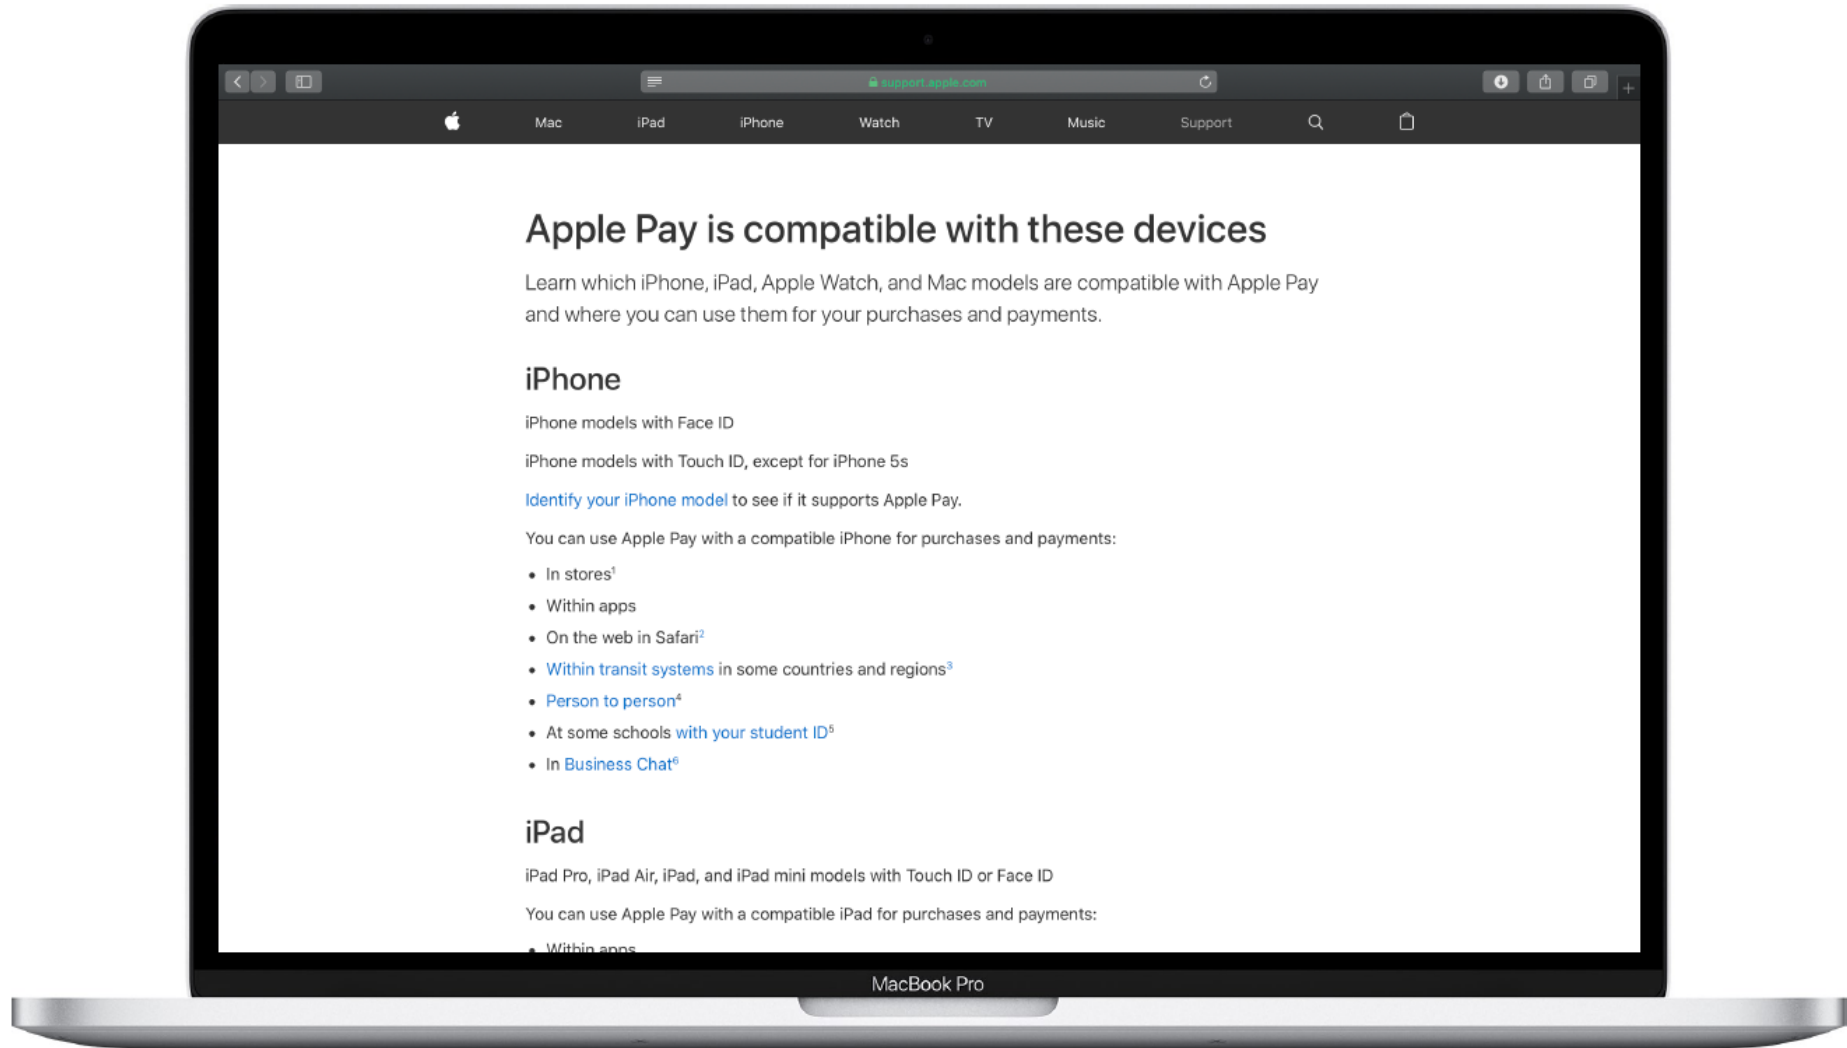 support.apple.com
Mac iPad iPhone Watch TV Music Support
Apple Pay is compatible with these devices
Learn which iPhone, iPad, Apple Watch, and Mac models are compatible with Apple Pay
and where you can use them for your purchases and payments.
iPhone
iPhone models with Face ID
iPhone models with Touch ID, except for iPhone 5s
Identify your iPhone model to see if it supports Apple Pay.
You can use Apple Pay with a compatible iPhone for purchases and payments:
• In stores¹
• Within apps
• On the web in Safari²
• Within transit systems in some countries and regions³
• Person to person⁴
• At some schools with your student ID⁵
• In Business Chat⁶
iPad
iPad Pro, iPad Air, iPad, and iPad mini models with Touch ID or Face ID
You can use Apple Pay with a compatible iPad for purchases and payments:
• Within apps
MacBook Pro